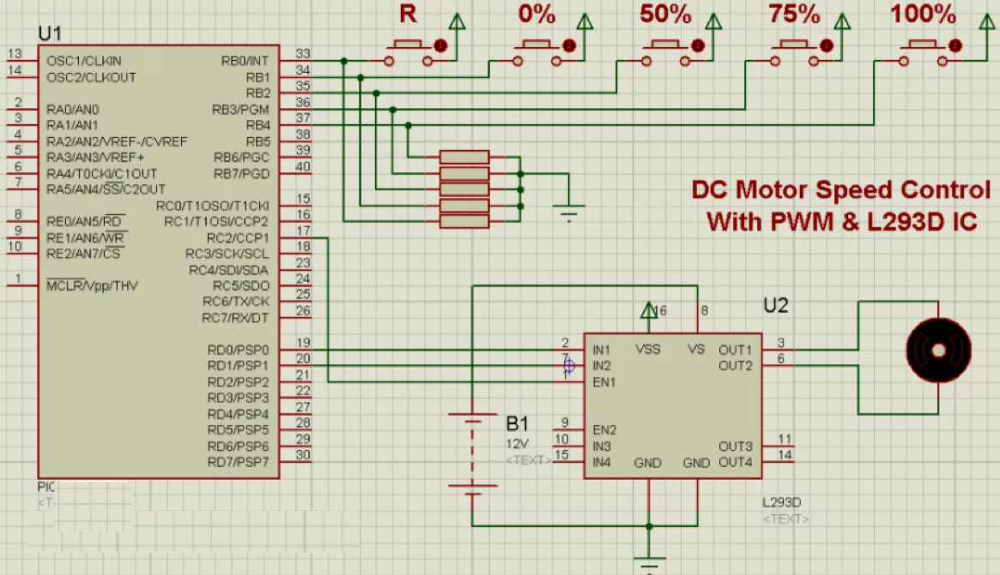 R 0% 50% 75% 100%
U1
13 OSC1/CLKIN RB0/INT 33
14 OSC2/CLKOUT RB1 34
RB2 35
2 RA0/AN0 RB3/PGM 36
3 RA1/AN1 RB4 37
4 RA2/AN2/VREF-/CVREF RB5 38
5 RA3/AN3/VREF+ RB6/PGC 39
6 RA4/T0CKI/C1OUT RB7/PGD 40
7 RA5/AN4/SS/C2OUT
RC0/T1OSO/T1CKI 15
8 RE0/AN5/RD RC1/T1OSI/CCP2 16
9 RE1/AN6/WR RC2/CCP1 17
10 RE2/AN7/CS RC3/SCK/SCL 18
RC4/SDI/SDA 23
1 MCLR/Vpp/THV RC5/SDO 24
RC6/TX/CK 25
RC7/RX/DT 26
RD0/PSP0 19
RD1/PSP1 20
RD2/PSP2 21
RD3/PSP3 22
RD4/PSP4 27
RD5/PSP5 28
RD6/PSP6 29
RD7/PSP7 30
DC Motor Speed Control
With PWM & L293D IC
U2
16 8
2 IN1 VSS VS OUT1 3
7 IN2 OUT2 6
1 EN1
9 EN2
10 IN3 OUT3 11
15 IN4 GND GND OUT4 14
B1
12V
<TEXT>
L293D
<TEXT>
PIC
<T